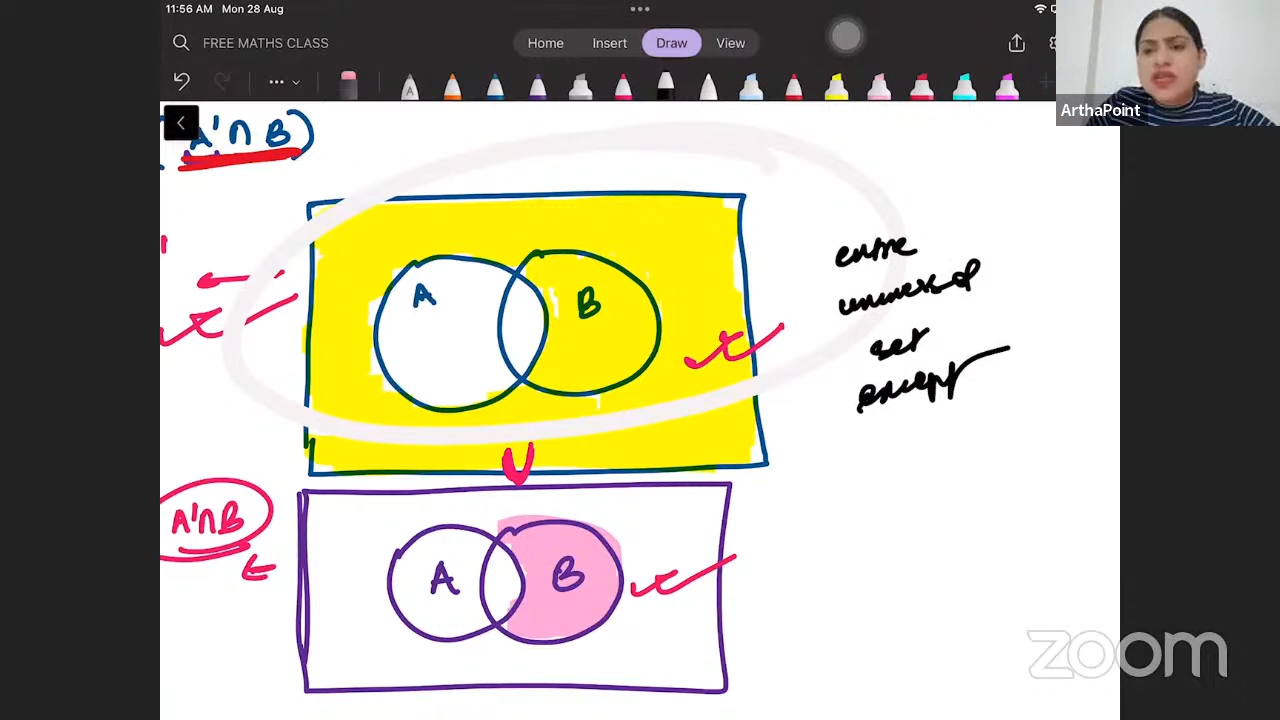 11:56 AM Mon 28 Aug
FREE MATHS CLASS
Home Insert Draw View
A
ArthaPoint
A' ∩ B)
A
B
entire
universal
set
except
A'∩B
A
B
zoom